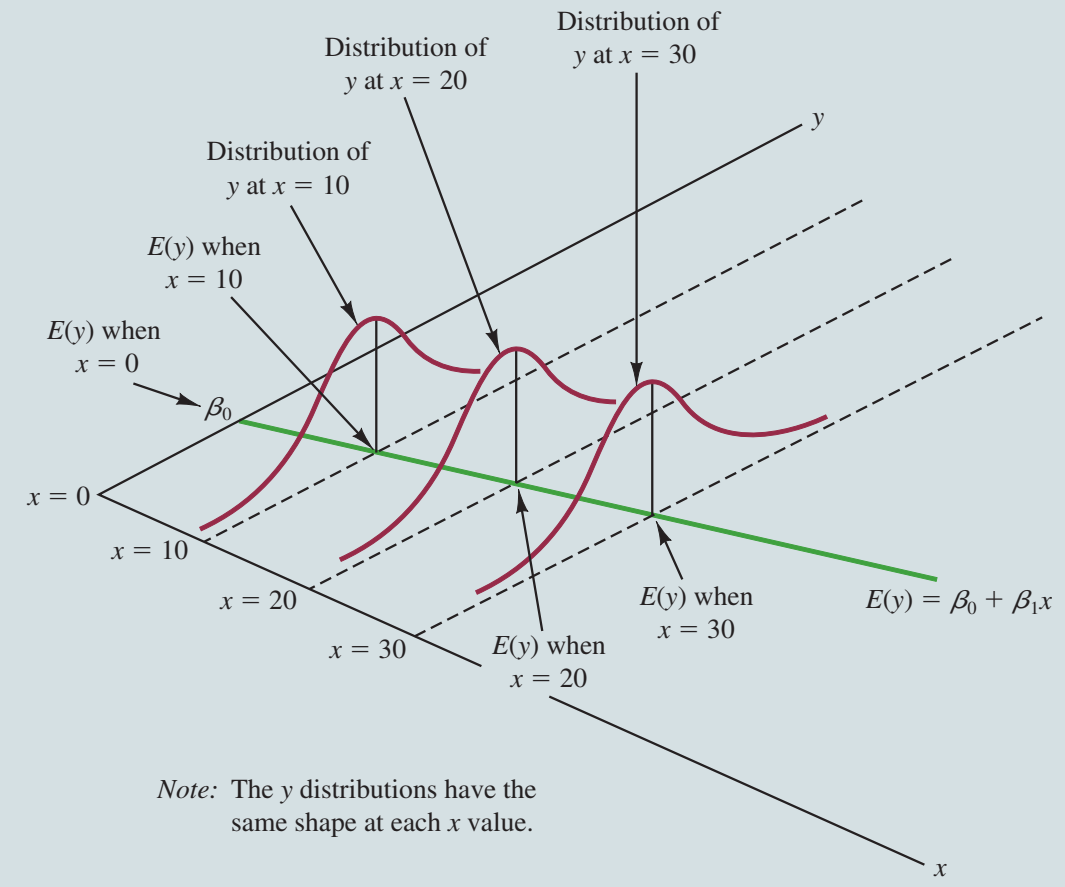 Distribution of
y at x = 30
Distribution of
y at x = 20
y
Distribution of
y at x = 10
E(y) when
x = 10
E(y) when
x = 0
β₀
x = 0
x = 10
x = 20
x = 30
E(y) when
x = 30
E(y) = β₀ + β₁x
E(y) when
x = 20
Note: The y distributions have the
same shape at each x value.
x